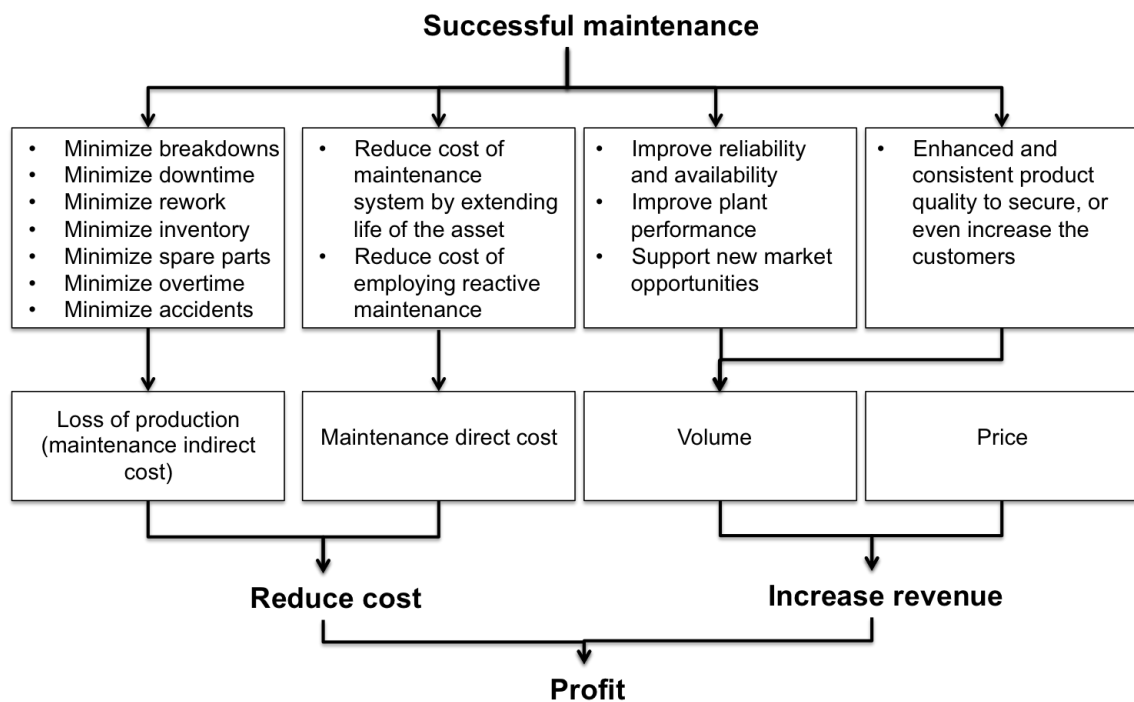 Successful maintenance
• Minimize breakdowns
• Minimize downtime
• Minimize rework
• Minimize inventory
• Minimize spare parts
• Minimize overtime
• Minimize accidents
• Reduce cost of
maintenance
system by extending
life of the asset
• Reduce cost of
employing reactive
maintenance
• Improve reliability
and availability
• Improve plant
performance
• Support new market
opportunities
• Enhanced and
consistent product
quality to secure, or
even increase the
customers
Loss of production
(maintenance indirect
cost)
Maintenance direct cost
Volume
Price
Reduce cost
Increase revenue
Profit